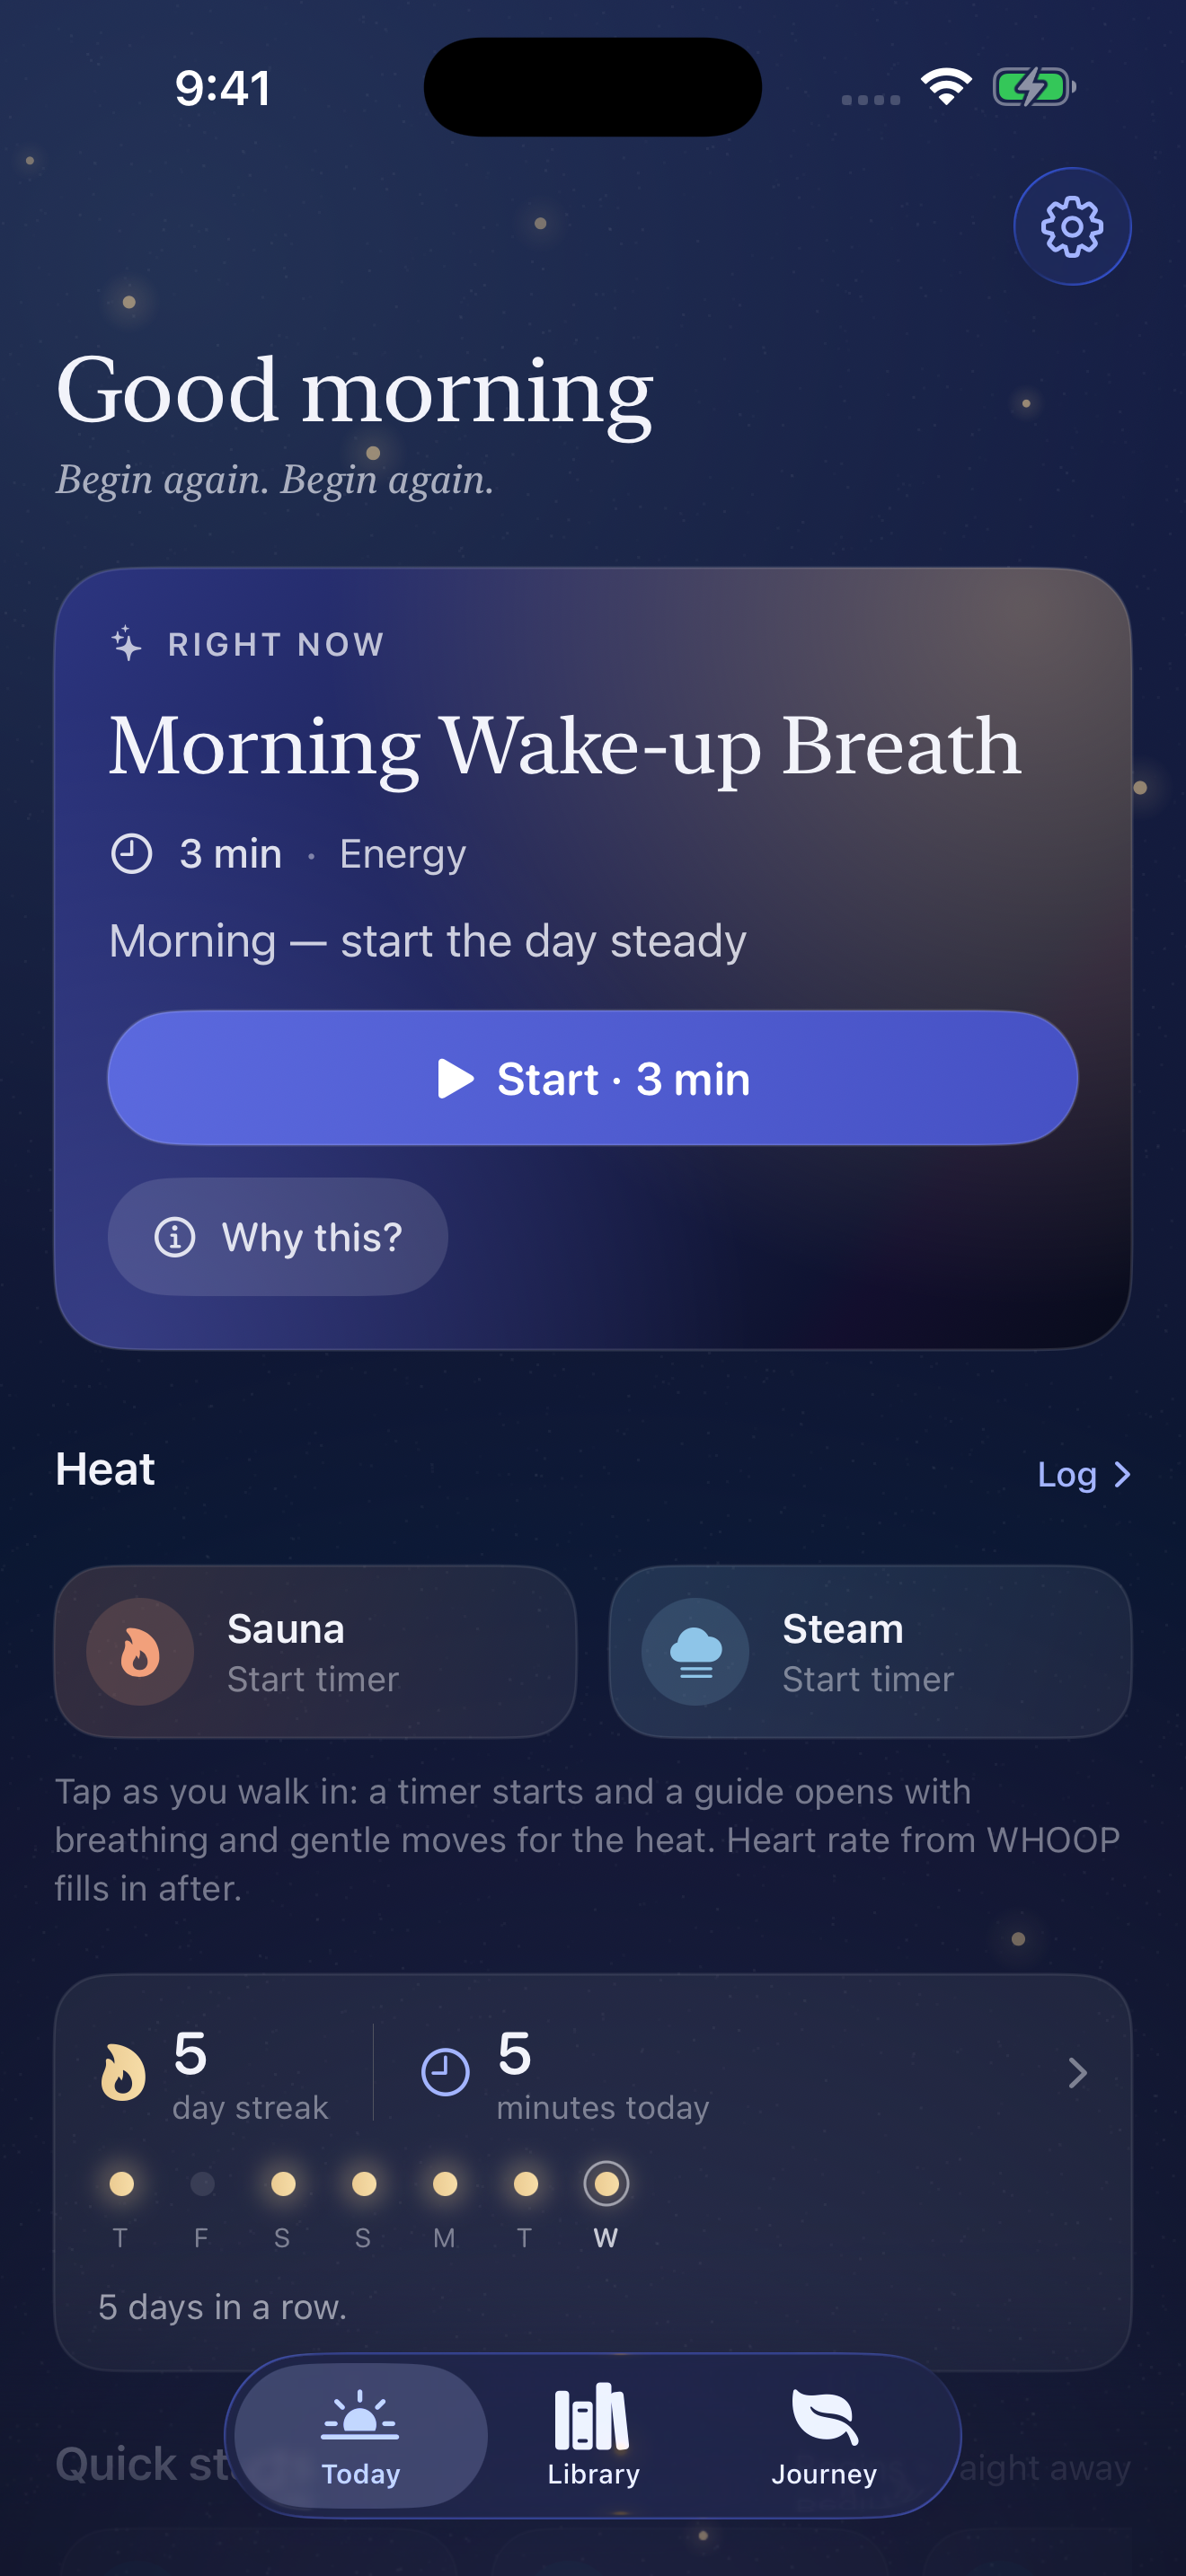 9:41
Good morning
Begin again. Begin again.
RIGHT NOW
Morning Wake-up Breath
3 min · Energy
Morning — start the day steady
Start · 3 min
Why this?
Heat
Log
Sauna
Start timer
Steam
Start timer
Tap as you walk in: a timer starts and a guide opens with
breathing and gentle moves for the heat. Heart rate from WHOOP
fills in after.
5
day streak
5
minutes today
T F S S M T W
5 days in a row.
Quick
away
Today
Library
Journey